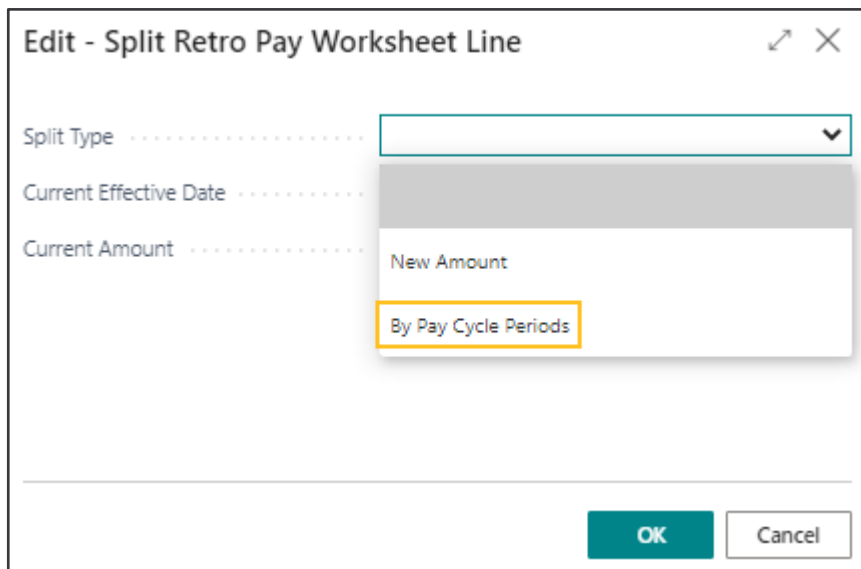 Edit - Split Retro Pay Worksheet Line
Split Type
Current Effective Date
Current Amount
New Amount
By Pay Cycle Periods
OK
Cancel